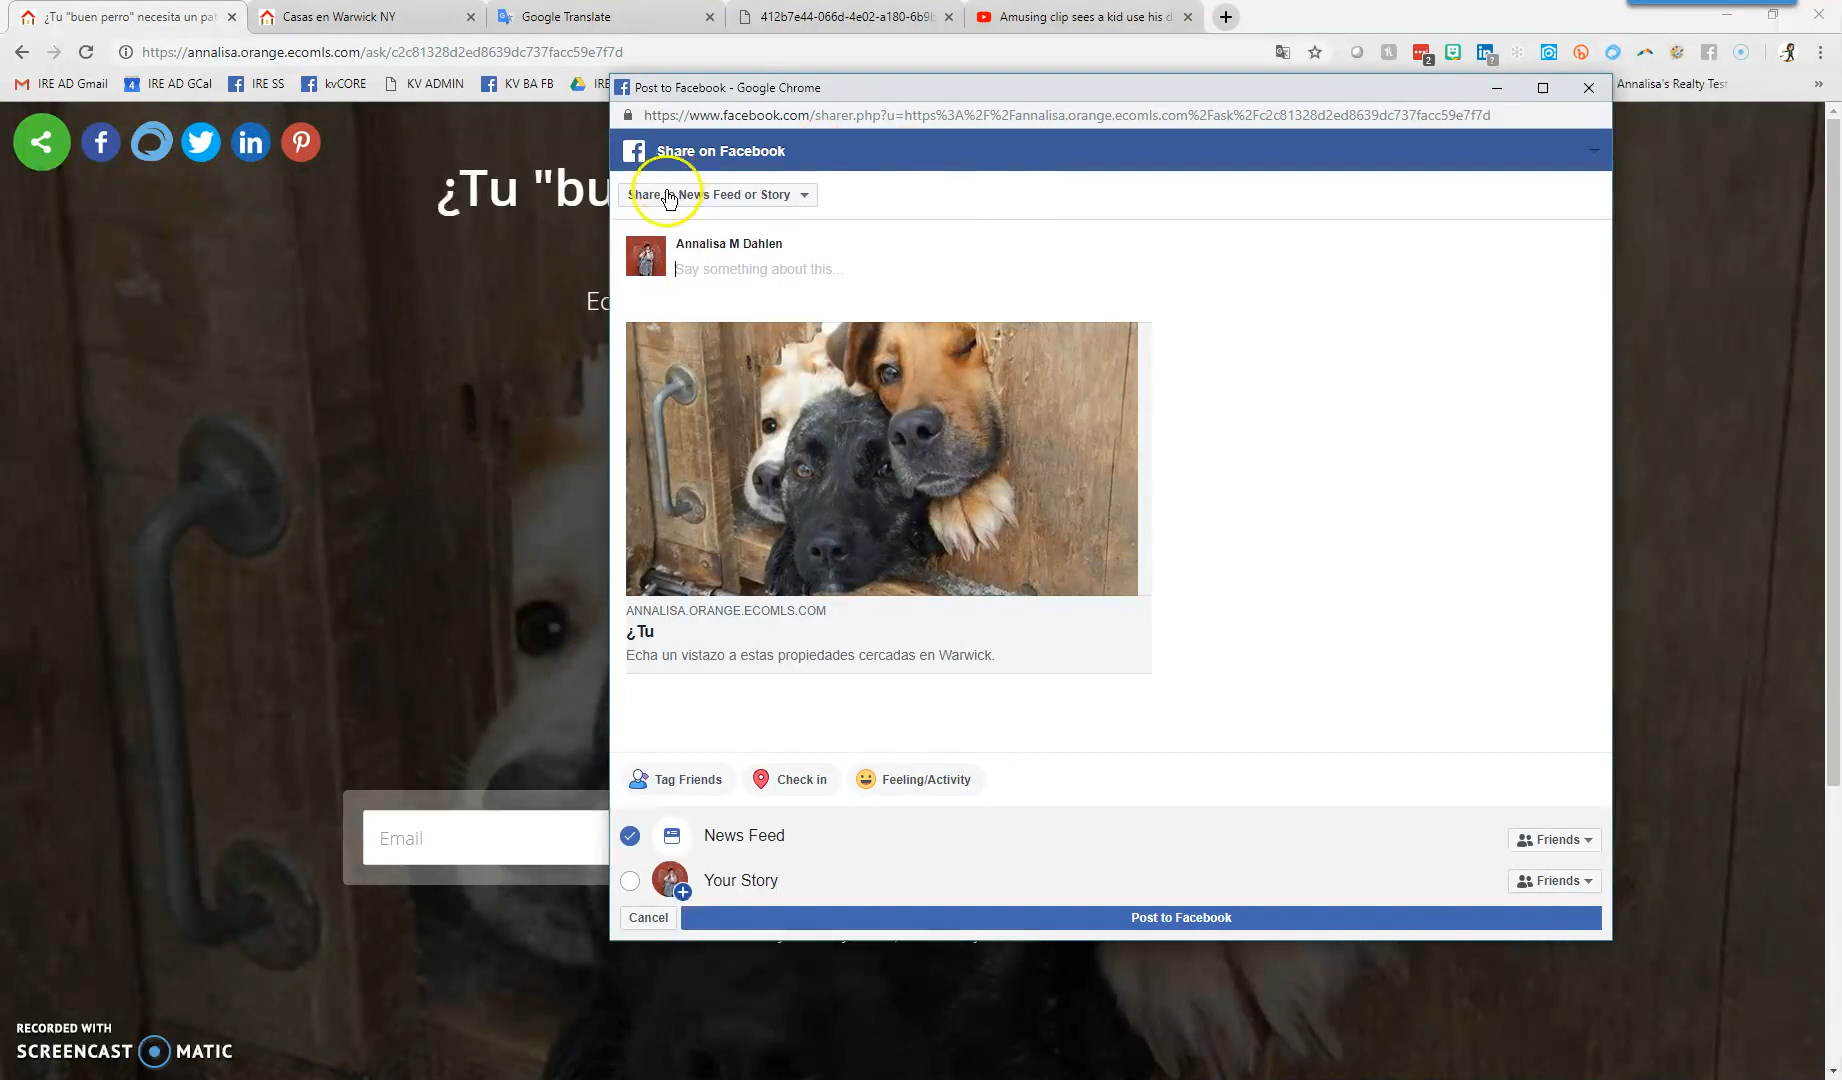 ¿Tu "buen perro" necesita un pat
Casas en Warwick NY
Google Translate
412b7e44-066d-4e02-a180-6b9b
Amusing clip sees a kid use his d
https://annalisa.orange.ecomls.com/ask/c2c81328d2ed8639dc737facc59e7f7d
IRE AD Gmail
IRE AD GCal
IRE SS
kvCORE
KV ADMIN
KV BA FB
IRE
Annalisa's Realty Test
Post to Facebook - Google Chrome
https://www.facebook.com/sharer.php?u=https%3A%2F%2Fannalisa.orange.ecomls.com%2Fask%2Fc2c81328d2ed8639dc737facc59e7f7d
Share on Facebook
Share to News Feed or Story
¿Tu "bu
Annalisa M Dahlen
Say something about this...
Ec
ANNALISA.ORANGE.ECOMLS.COM
¿Tu
Echa un vistazo a estas propiedades cercadas en Warwick.
Tag Friends
Check in
Feeling/Activity
Email
News Feed
Friends
Your Story
Friends
Cancel
Post to Facebook
RECORDED WITH
SCREENCAST MATIC